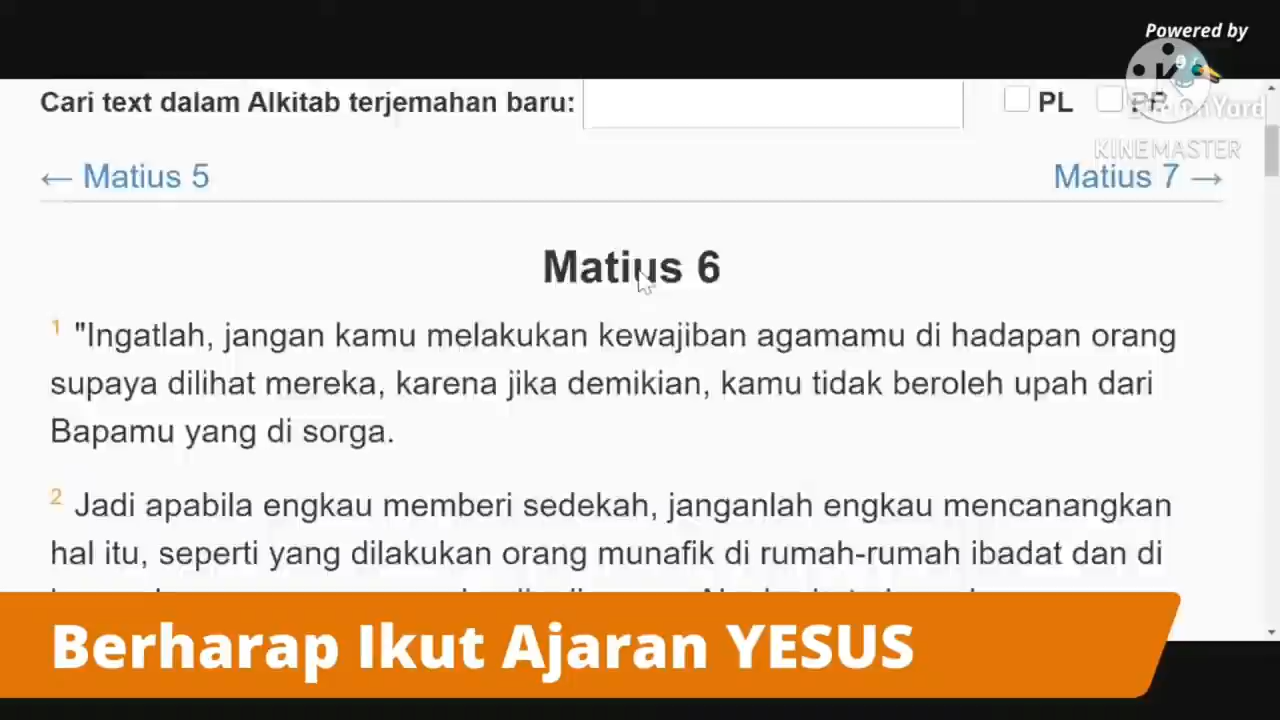 Powered by
Cari text dalam Alkitab terjemahan baru: PL
KINEMASTER
← Matius 5 Matius 7 →
Matius 6
1 "Ingatlah, jangan kamu melakukan kewajiban agamamu di hadapan orang
supaya dilihat mereka, karena jika demikian, kamu tidak beroleh upah dari
Bapamu yang di sorga.
2 Jadi apabila engkau memberi sedekah, janganlah engkau mencanangkan
hal itu, seperti yang dilakukan orang munafik di rumah-rumah ibadat dan di
Berharap Ikut Ajaran YESUS